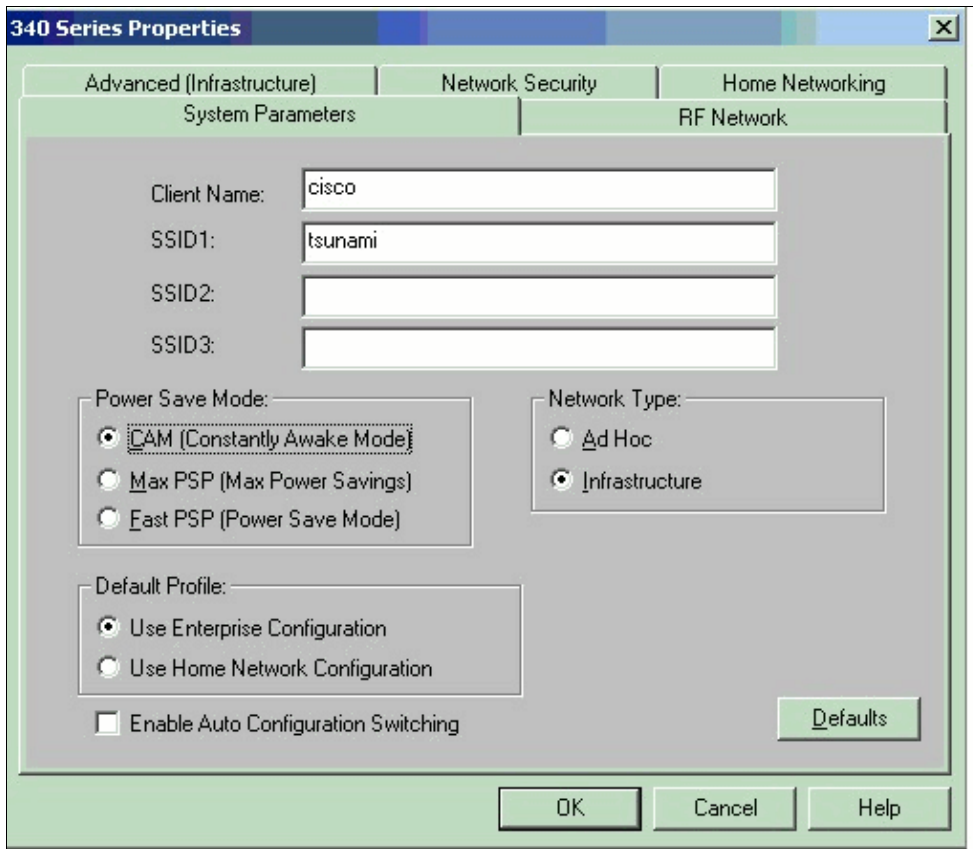 340 Series Properties
Advanced (Infrastructure) Network Security Home Networking
System Parameters RF Network
Client Name: cisco
SSID1: tsunami
SSID2:
SSID3:
Power Save Mode:
CAM (Constantly Awake Mode)
Max PSP (Max Power Savings)
Fast PSP (Power Save Mode)
Network Type:
Ad Hoc
Infrastructure
Default Profile:
Use Enterprise Configuration
Use Home Network Configuration
Enable Auto Configuration Switching
Defaults
OK Cancel Help